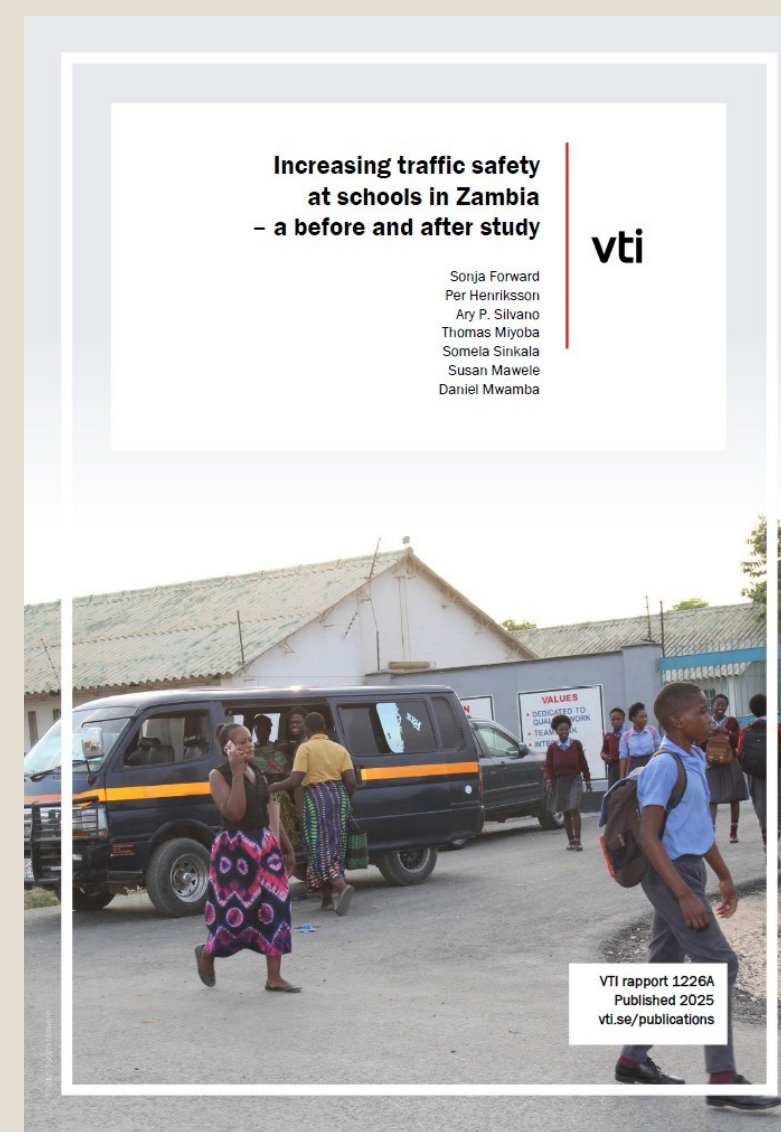 Increasing traffic safety
at schools in Zambia
– a before and after study
vti
Sonja Forward
Per Henriksson
Ary P. Silvano
Thomas Miyoba
Somela Sinkala
Susan Mawele
Daniel Mwamba
VALUES
DEDICATED TO
VTI rapport 1226A
Published 2025
vti.se/publications